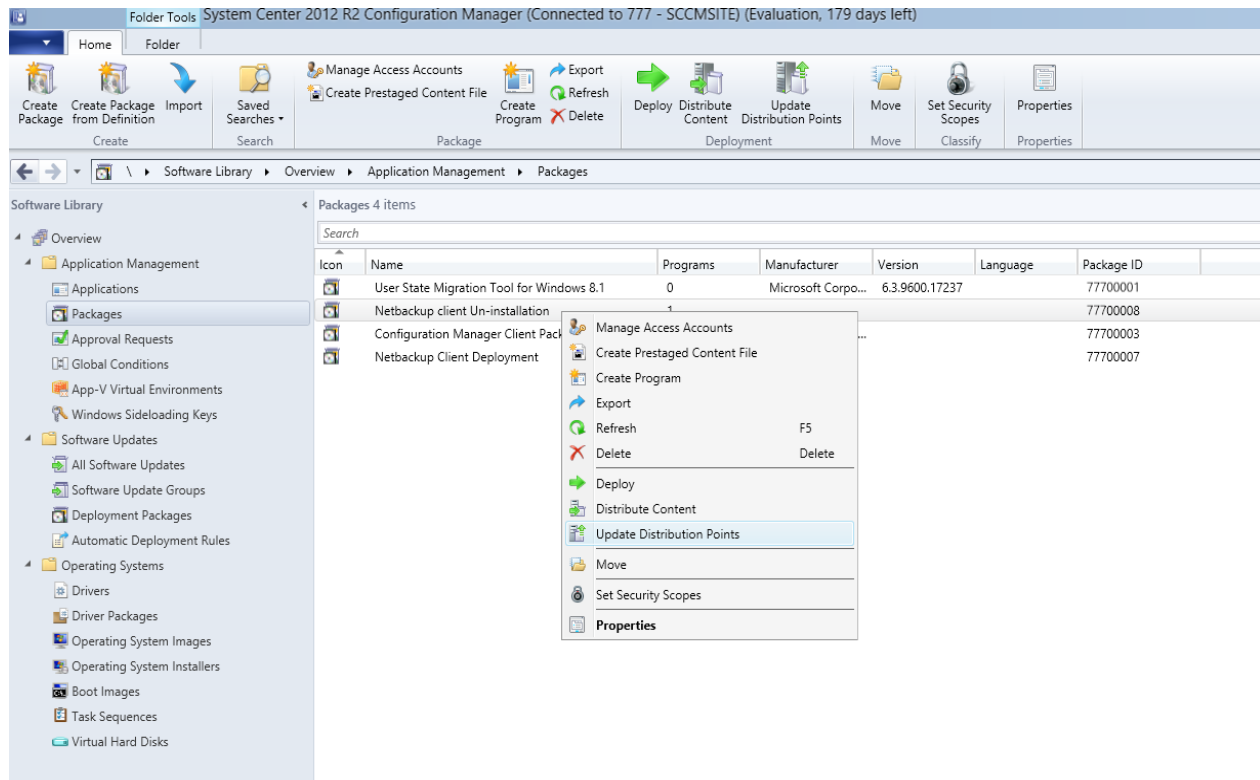 Folder Tools System Center 2012 R2 Configuration Manager (Connected to 777 - SCCMSITE) (Evaluation, 179 days left)
Home Folder
Create Package
Create Package from Definition
Import
Saved Searches
Manage Access Accounts
Create Prestaged Content File
Create Program
Export
Refresh
Delete
Deploy
Distribute Content
Update Distribution Points
Move
Set Security Scopes
Properties
Create Search Package Deployment Move Classify Properties
\ Software Library Overview Application Management Packages
Software Library
Overview
Application Management
Applications
Packages
Approval Requests
Global Conditions
App-V Virtual Environments
Windows Sideloading Keys
Software Updates
All Software Updates
Software Update Groups
Deployment Packages
Automatic Deployment Rules
Operating Systems
Drivers
Driver Packages
Operating System Images
Operating System Installers
Boot Images
Task Sequences
Virtual Hard Disks
Packages 4 items
Search
Icon Name Programs Manufacturer Version Language Package ID
User State Migration Tool for Windows 8.1 0 Microsoft Corpo... 6.3.9600.17237 77700001
Netbackup client Un-installation 1 77700008
Configuration Manager Client Pack ... 77700003
Netbackup Client Deployment 77700007
Manage Access Accounts
Create Prestaged Content File
Create Program
Export
Refresh F5
Delete Delete
Deploy
Distribute Content
Update Distribution Points
Move
Set Security Scopes
Properties